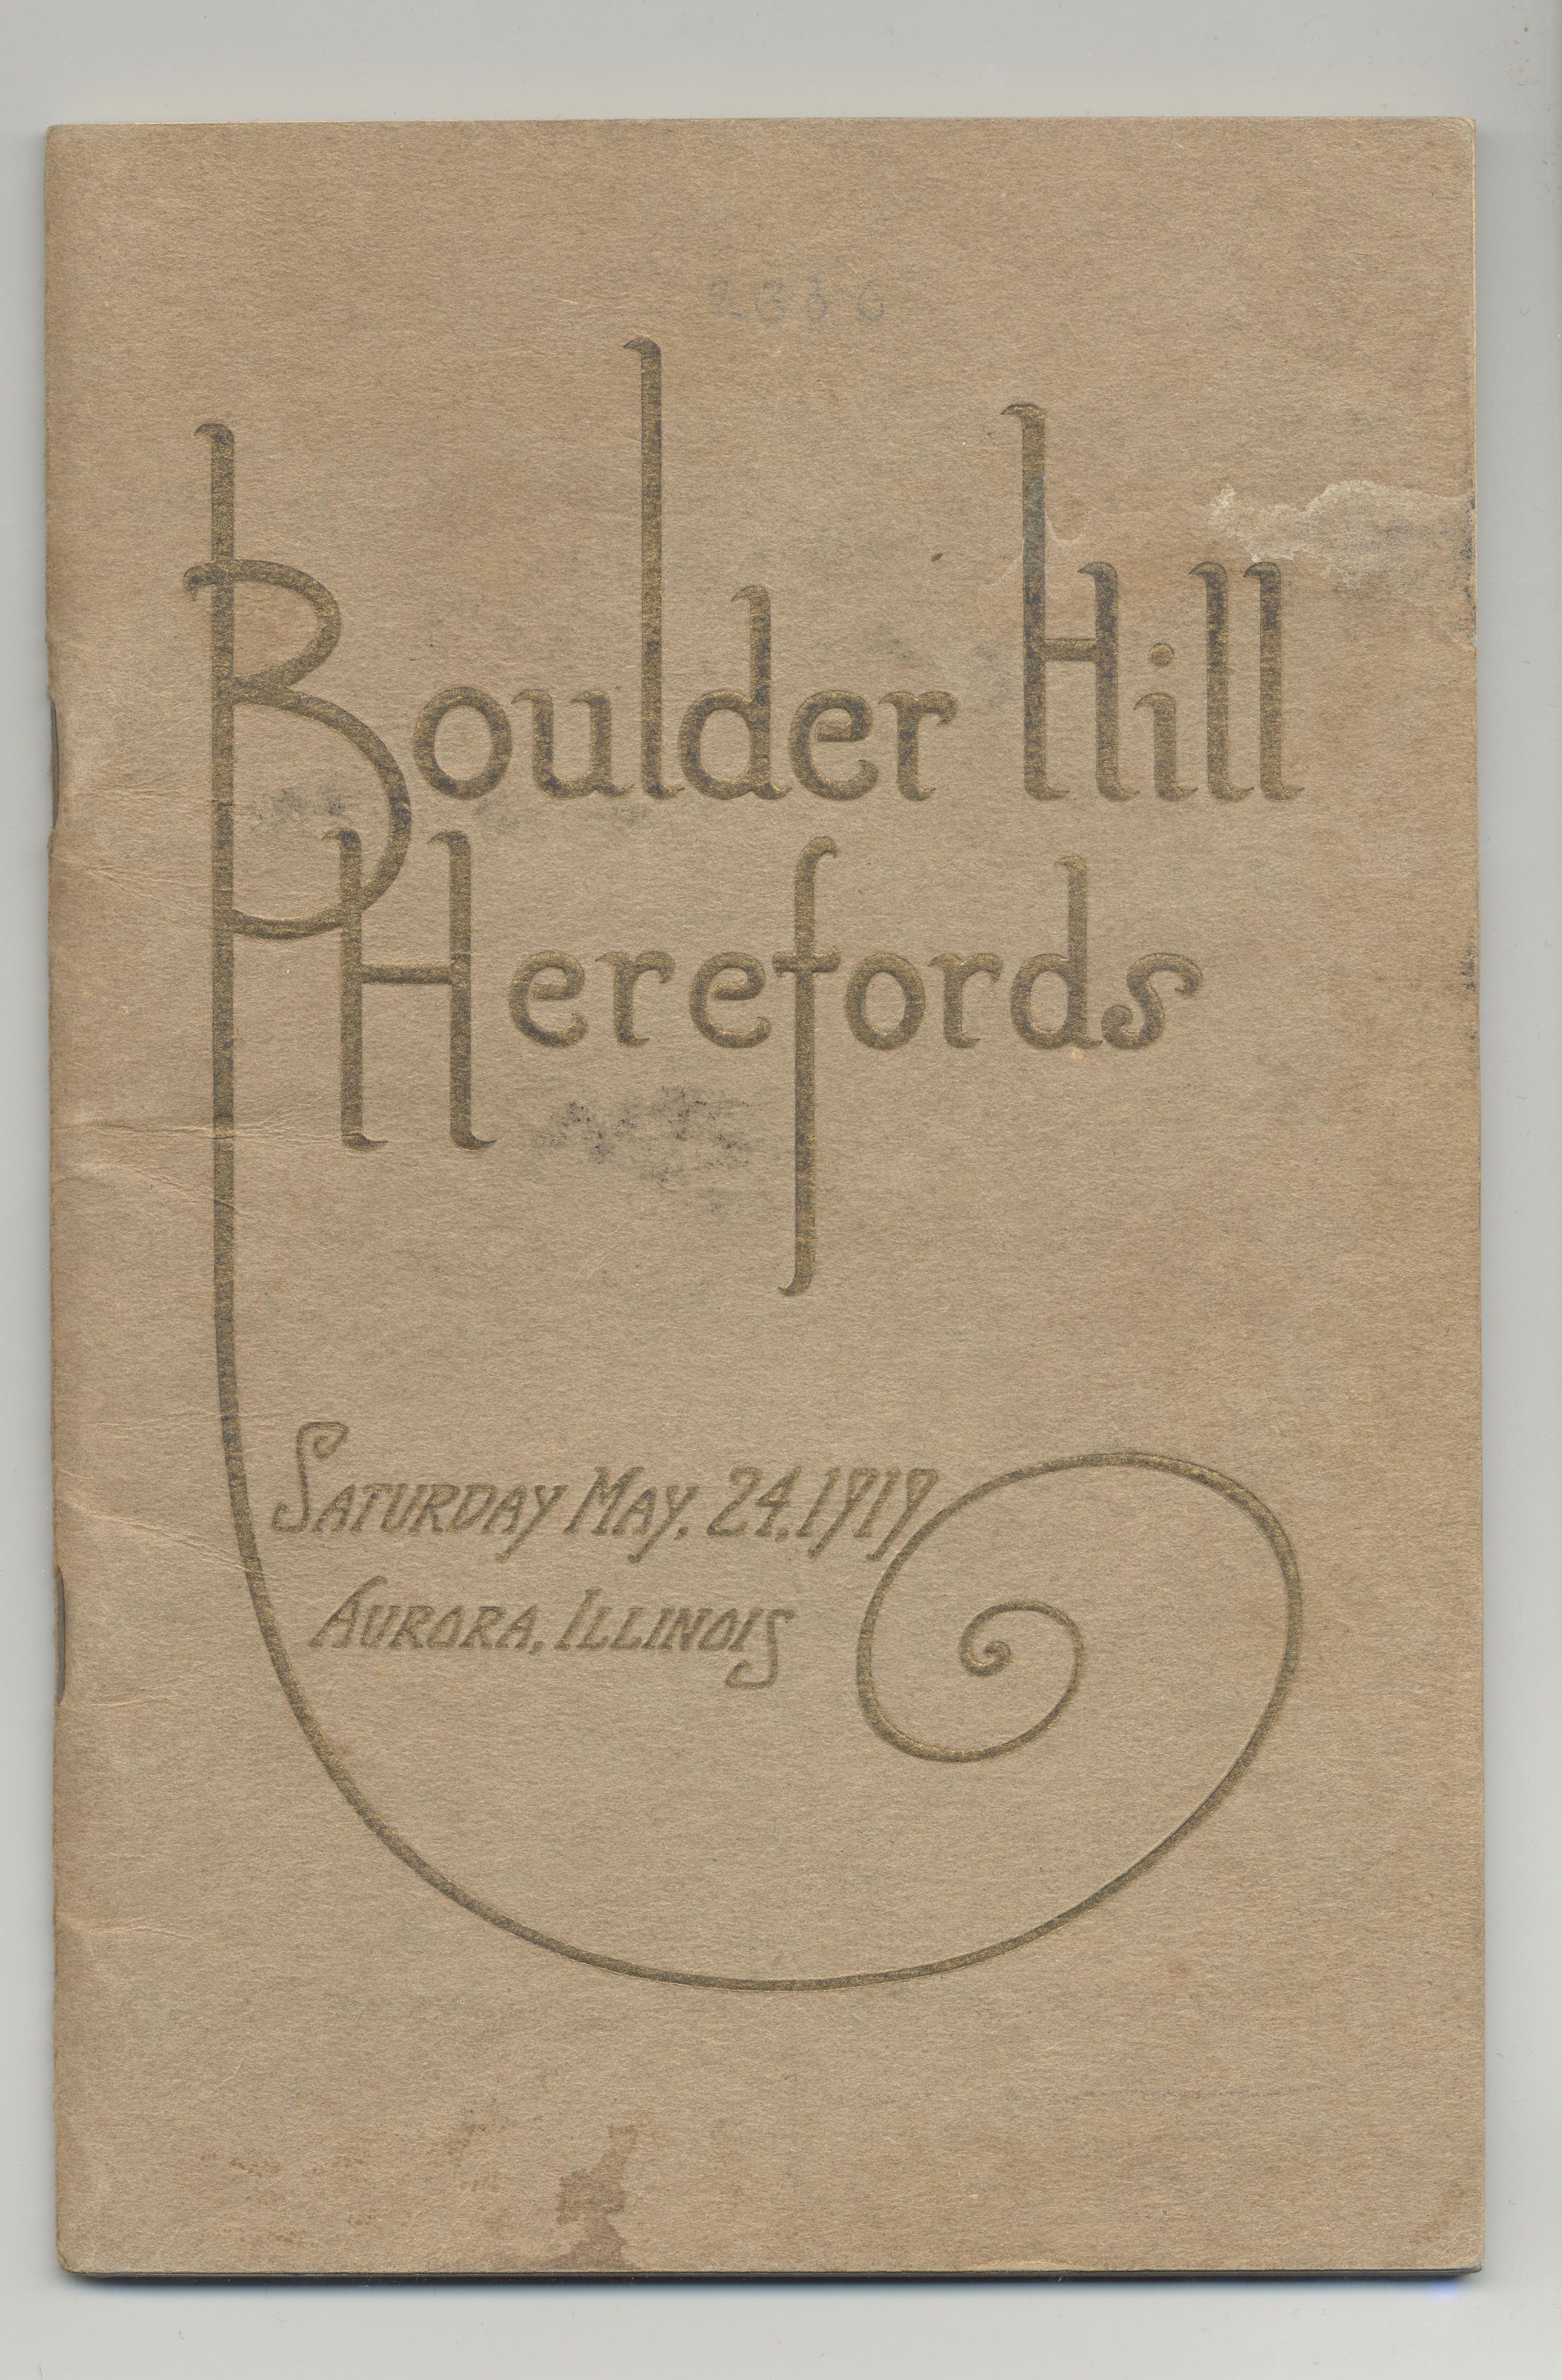 Boulder Hill
Herefords
SATURDAY MAY, 24, 1919
AURORA, ILLINOIS